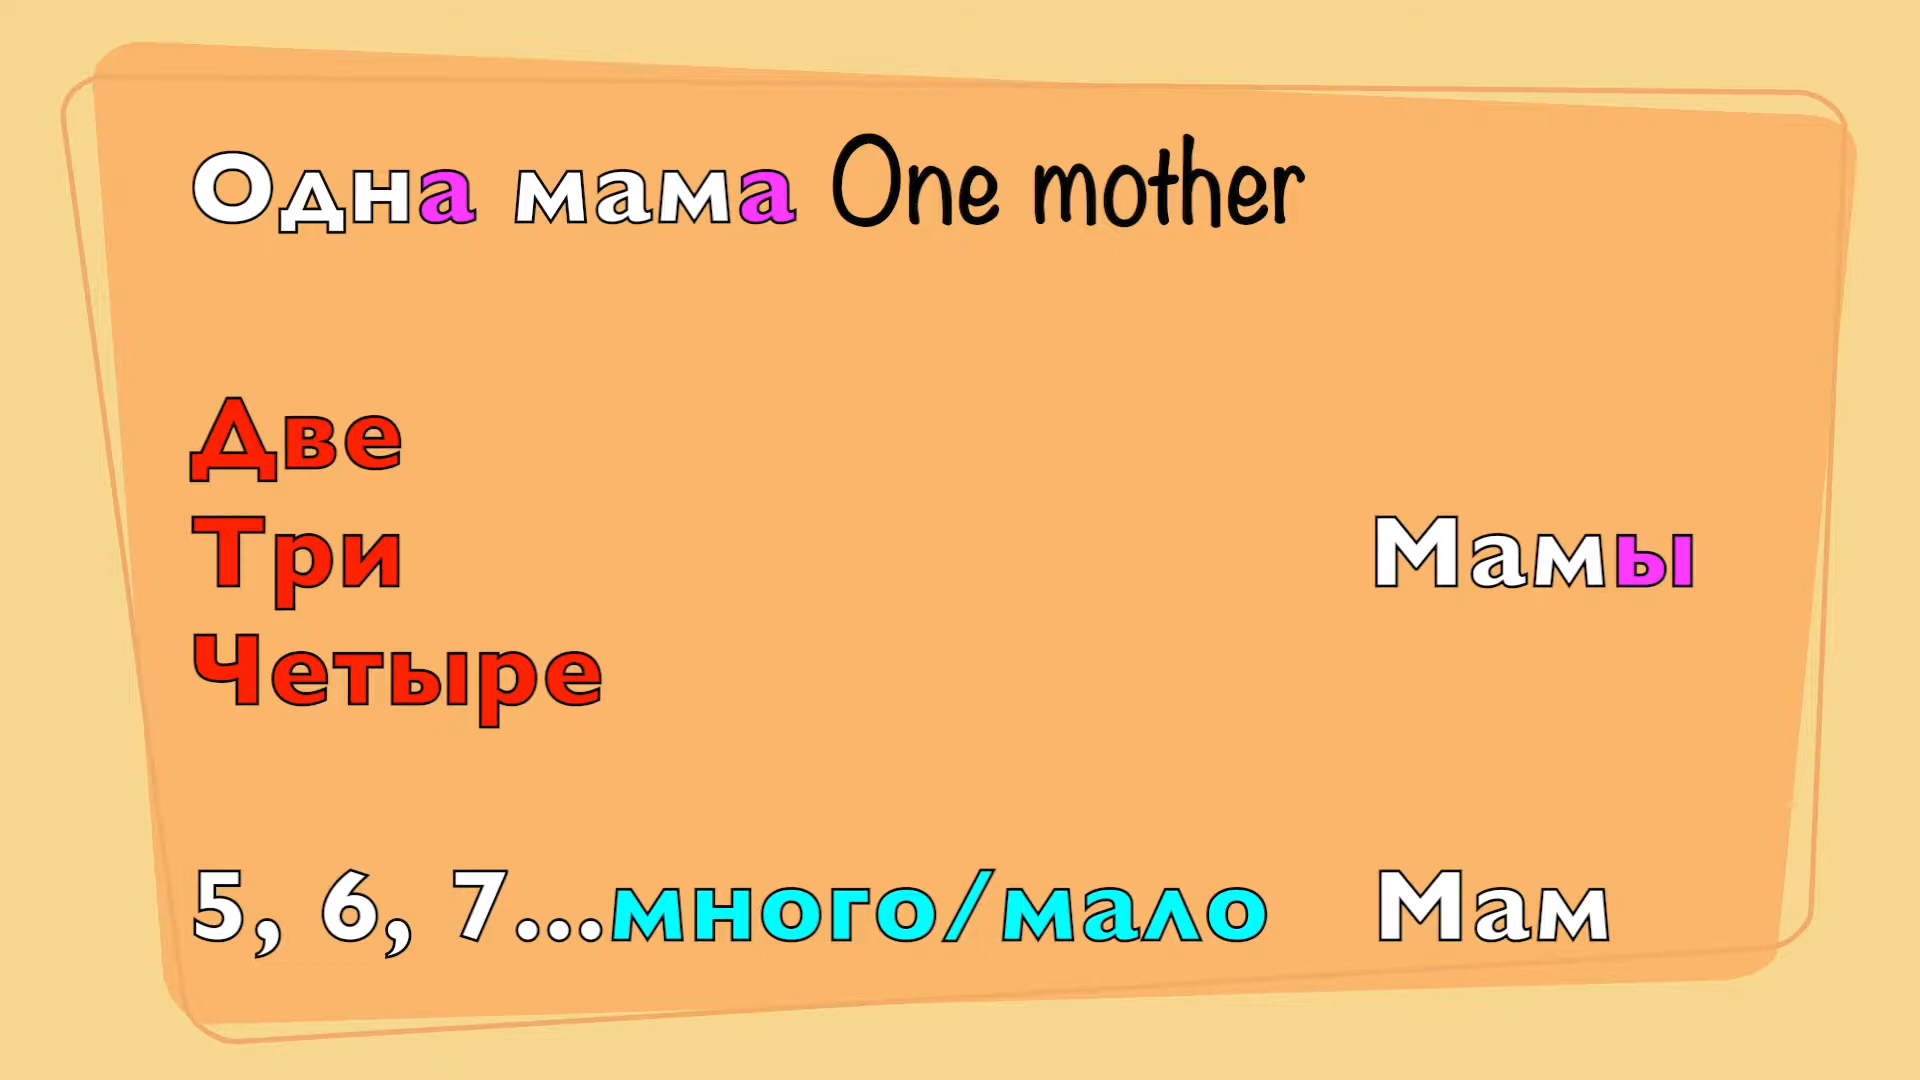 Одна мама One mother
Две
Три Мамы
Четыре
5, 6, 7...много/мало Мам